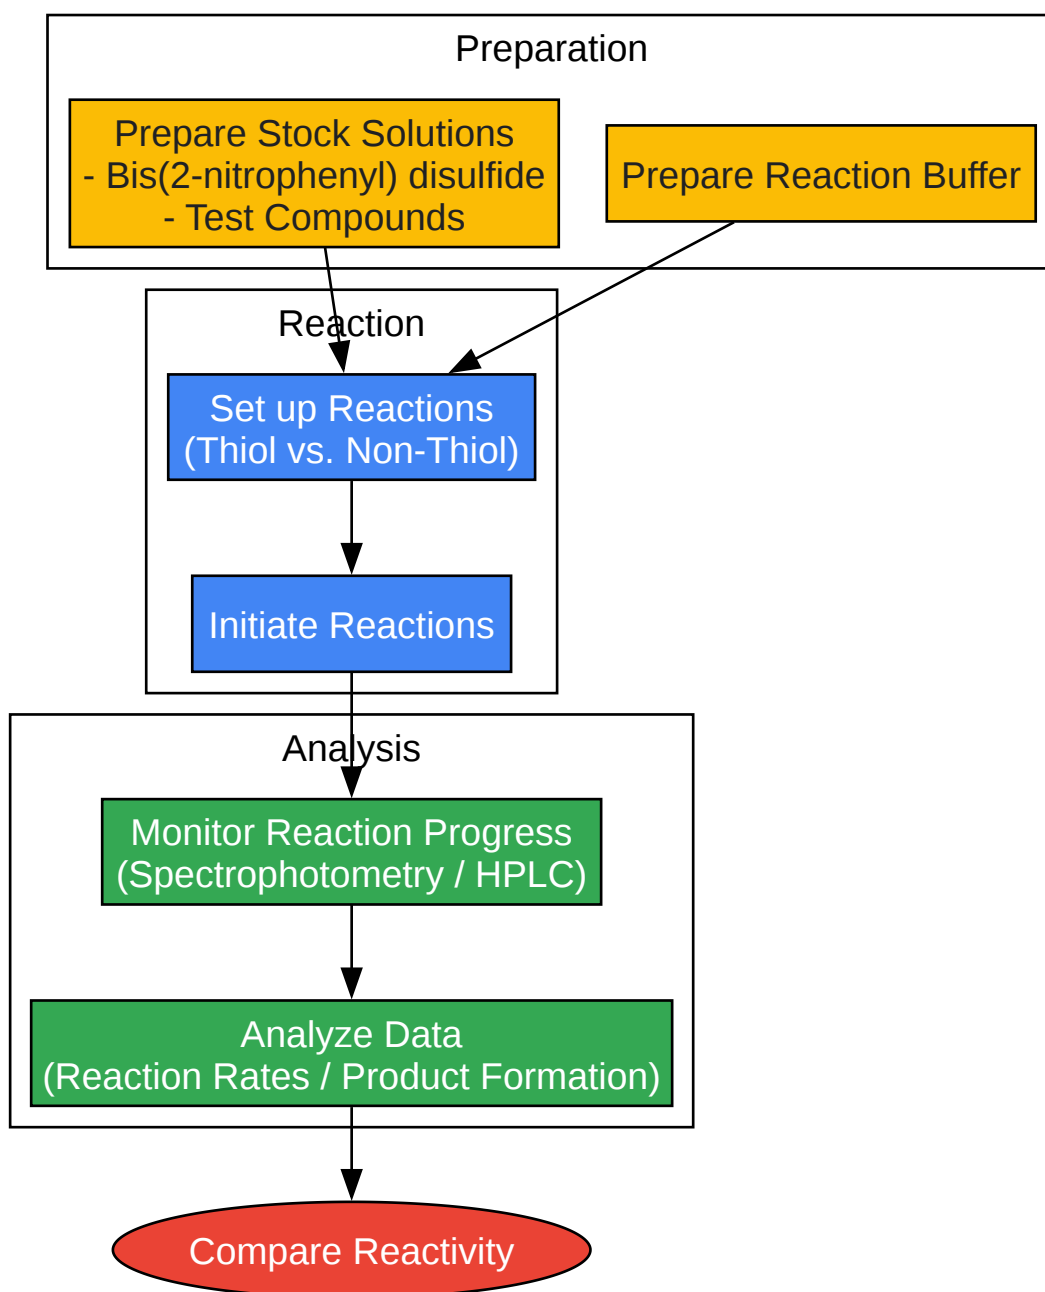 Preparation
Prepare Stock Solutions
- Bis(2-nitrophenyl) disulfide
- Test Compounds
Prepare Reaction Buffer
Reaction
Set up Reactions
(Thiol vs. Non-Thiol)
Initiate Reactions
Analysis
Monitor Reaction Progress
(Spectrophotometry / HPLC)
Analyze Data
(Reaction Rates / Product Formation)
Compare Reactivity